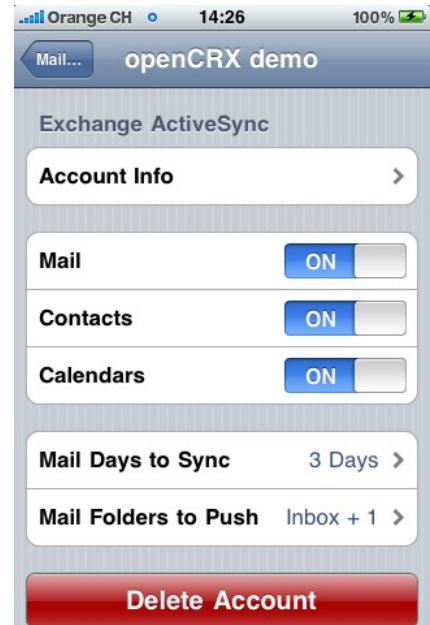 Orange CH 14:26 100%
Mail... openCRX demo
Exchange ActiveSync
Account Info
Mail ON
Contacts ON
Calendars ON
Mail Days to Sync 3 Days
Mail Folders to Push Inbox + 1
Delete Account